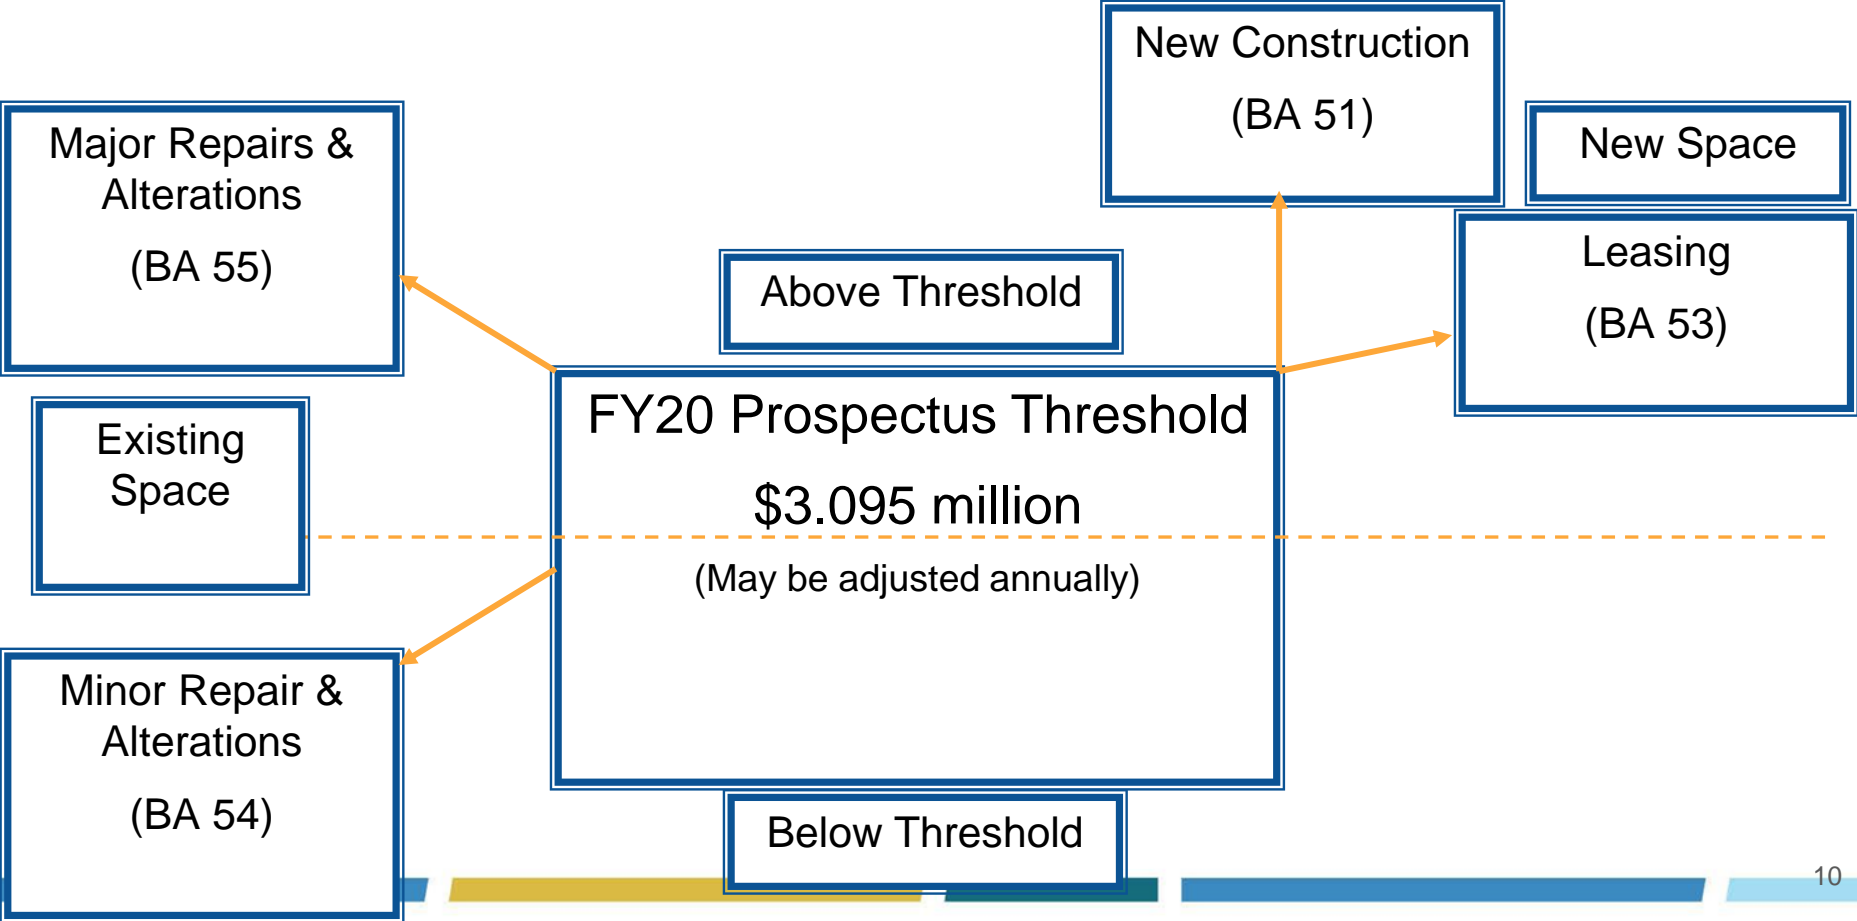 New Construction
(BA 51)
Major Repairs &
Alterations
(BA 55)
New Space
Leasing
(BA 53)
Above Threshold
FY20 Prospectus Threshold
$3.095 million
(May be adjusted annually)
Existing
Space
Minor Repair &
Alterations
(BA 54)
Below Threshold
10